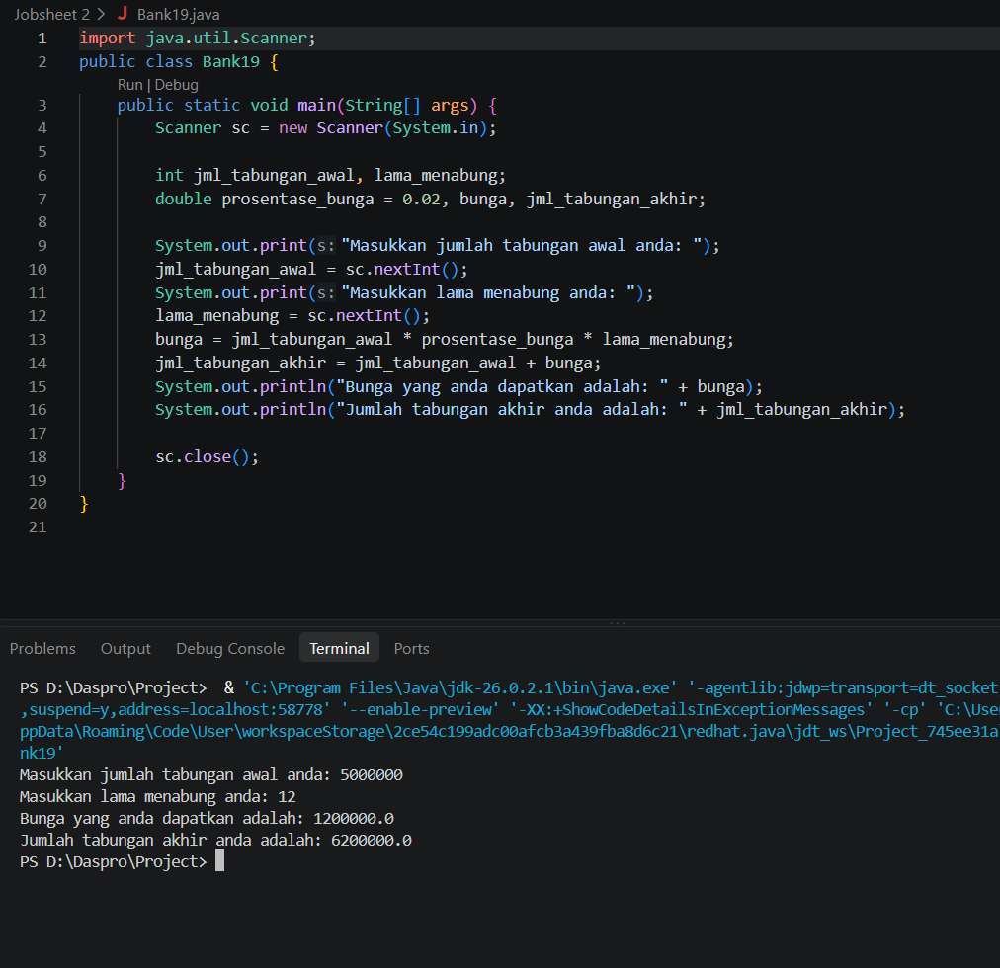 Jobsheet 2 > J Bank19.java
1 import java.util.Scanner;
2 public class Bank19 {
Run | Debug
3 public static void main(String[] args) {
4 Scanner sc = new Scanner(System.in);
5
6 int jml_tabungan_awal, lama_menabung;
7 double prosentase_bunga = 0.02, bunga, jml_tabungan_akhir;
8
9 System.out.print(s: "Masukkan jumlah tabungan awal anda: ");
10 jml_tabungan_awal = sc.nextInt();
11 System.out.print(s: "Masukkan lama menabung anda: ");
12 lama_menabung = sc.nextInt();
13 bunga = jml_tabungan_awal * prosentase_bunga * lama_menabung;
14 jml_tabungan_akhir = jml_tabungan_awal + bunga;
15 System.out.println("Bunga yang anda dapatkan adalah: " + bunga);
16 System.out.println("Jumlah tabungan akhir anda adalah: " + jml_tabungan_akhir);
17
18 sc.close();
19 }
20 }
21
Problems Output Debug Console Terminal Ports
PS D:\Daspro\Project> & 'C:\Program Files\Java\jdk-26.0.2.1\bin\java.exe' '-agentlib:jdwp=transport=dt_socket
,suspend=y,address=localhost:58778' '--enable-preview' '-XX:+ShowCodeDetailsInExceptionMessages' '-cp' 'C:\Use
ppData\Roaming\Code\User\workspaceStorage\2ce54c199adc00afcb3a439fba8d6c21\redhat.java\jdt_ws\Project_745ee31a
nk19'
Masukkan jumlah tabungan awal anda: 5000000
Masukkan lama menabung anda: 12
Bunga yang anda dapatkan adalah: 1200000.0
Jumlah tabungan akhir anda adalah: 6200000.0
PS D:\Daspro\Project>